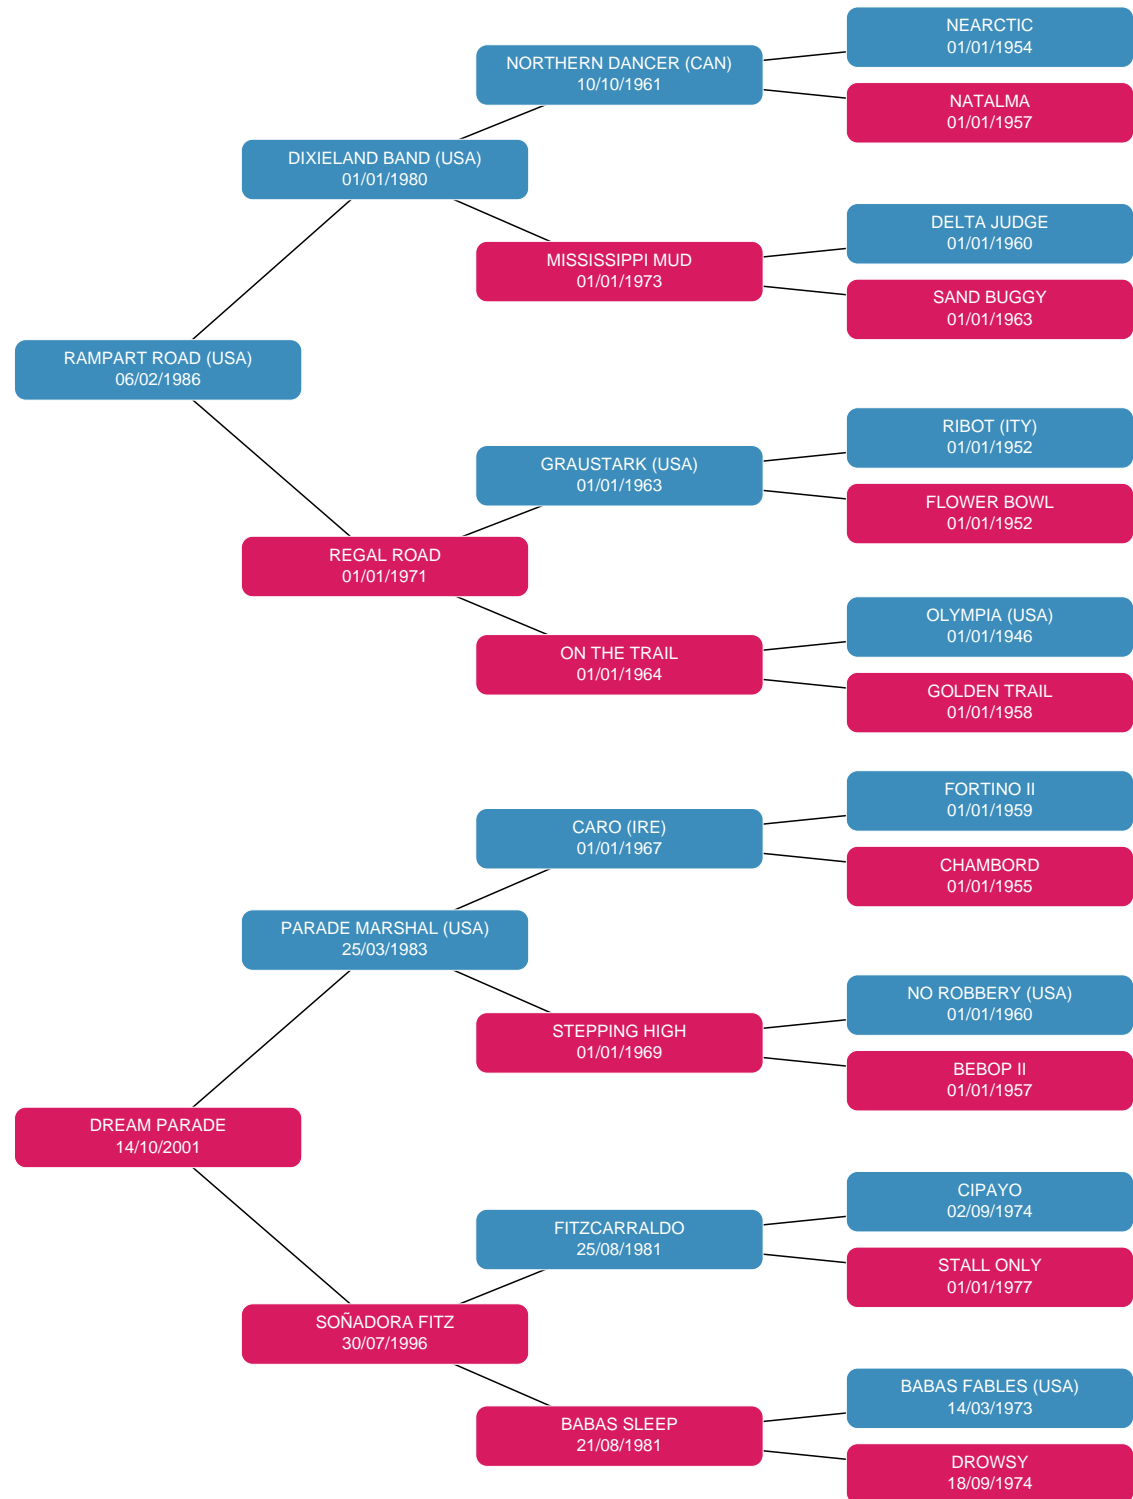 NEARCTIC
01/01/1954
NORTHERN DANCER (CAN)
10/10/1961
NATALMA
01/01/1957
DIXIELAND BAND (USA)
01/01/1980
DELTA JUDGE
01/01/1960
MISSISSIPPI MUD
01/01/1973
SAND BUGGY
01/01/1963
RAMPART ROAD (USA)
06/02/1986
RIBOT (ITY)
01/01/1952
GRAUSTARK (USA)
01/01/1963
FLOWER BOWL
01/01/1952
REGAL ROAD
01/01/1971
OLYMPIA (USA)
01/01/1946
ON THE TRAIL
01/01/1964
GOLDEN TRAIL
01/01/1958
FORTINO II
01/01/1959
CARO (IRE)
01/01/1967
CHAMBORD
01/01/1955
PARADE MARSHAL (USA)
25/03/1983
NO ROBBERY (USA)
01/01/1960
STEPPING HIGH
01/01/1969
BEBOP II
01/01/1957
DREAM PARADE
14/10/2001
CIPAYO
02/09/1974
FITZCARRALDO
25/08/1981
STALL ONLY
01/01/1977
SOÑADORA FITZ
30/07/1996
BABAS FABLES (USA)
14/03/1973
BABAS SLEEP
21/08/1981
DROWSY
18/09/1974